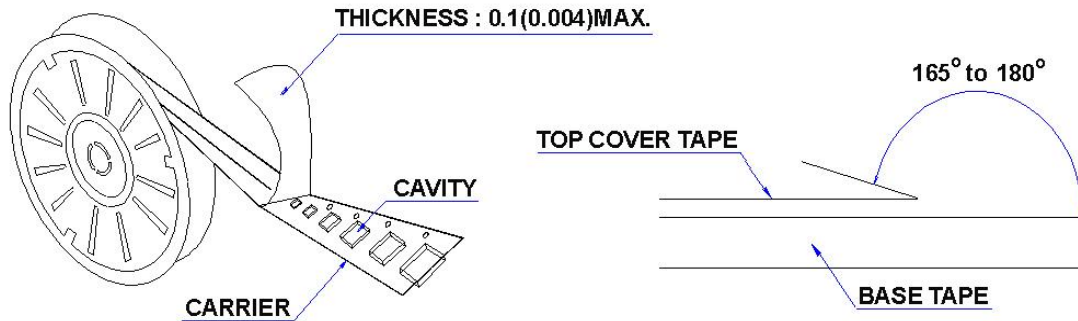 THICKNESS : 0.1(0.004)MAX.
165° to 180°
TOP COVER TAPE
CAVITY
CARRIER
BASE TAPE